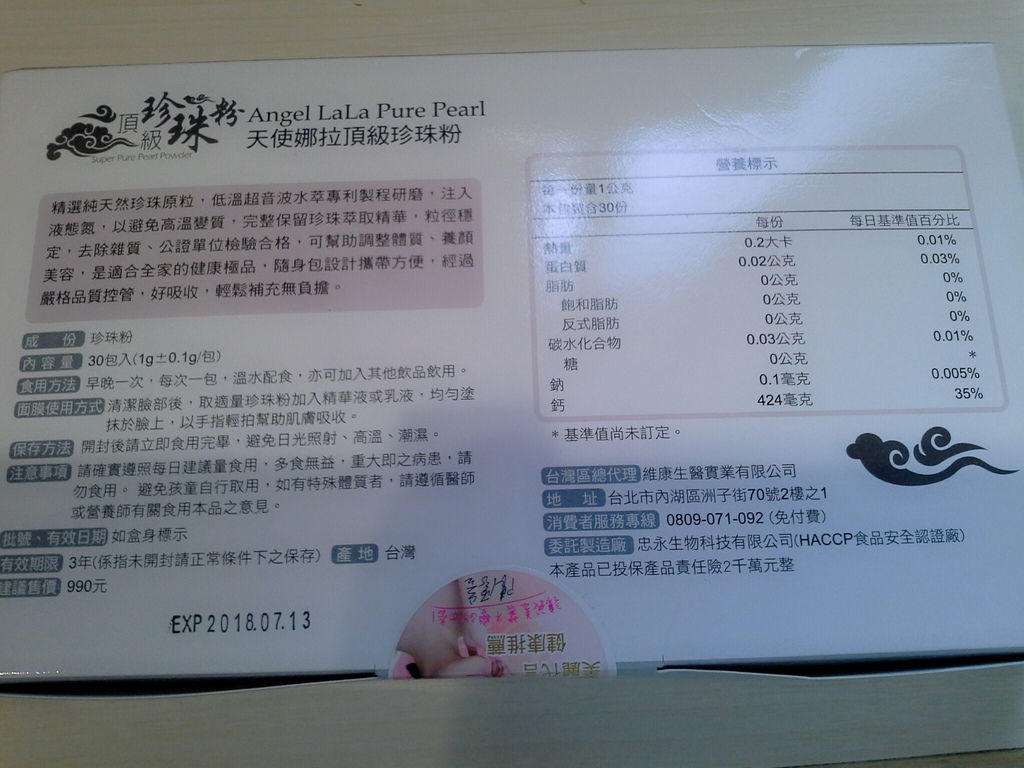 頂級珍珠粉
Super Pure Pearl Powder
Angel LaLa Pure Pearl
天使娜拉頂級珍珠粉
精選純天然珍珠原粒，低溫超音波水萃專利製程研磨，注入
液態氮，以避免高溫變質，完整保留珍珠萃取精華，粒徑穩
定，去除雜質、公證單位檢驗合格，可幫助調整體質、養顏
美容，是適合全家的健康極品，隨身包設計攜帶方便，經過
嚴格品質控管，好吸收，輕鬆補充無負擔。
成 份 珍珠粉
內容量 30包入(1g±0.1g/包)
食用方法 早晚一次，每次一包，溫水配食，亦可加入其他飲品飲用。
面膜使用方式 清潔臉部後，取適量珍珠粉加入精華液或乳液，均勻塗
抹於臉上，以手指輕拍幫助肌膚吸收。
保存方法 開封後請立即食用完畢，避免日光照射、高溫、潮濕。
注意事項 請確實遵照每日建議量食用，多食無益，重大即之病患，請
勿食用。避免孩童自行取用，如有特殊體質者，請遵循醫師
或營養師有關食用本品之意見。
批號、有效日期 如盒身標示
有效期限 3年(係指未開封請正常條件下之保存) 產地 台灣
建議售價 990元
EXP 2018.07.13
營養標示
每一份量1公克
本包裝含30份
每份 每日基準值百分比
熱量 0.2大卡 0.01%
蛋白質 0.02公克 0.03%
脂肪 0公克 0%
飽和脂肪 0公克 0%
反式脂肪 0公克 0%
碳水化合物 0.03公克 0.01%
糖 0公克 *
鈉 0.1毫克 0.005%
鈣 424毫克 35%
*基準值尚未訂定。
台灣區總代理 維康生醫實業有限公司
地 址 台北市內湖區洲子街70號2樓之1
消費者服務專線 0809-071-092 (免付費)
委託製造廠 忠永生物科技有限公司(HACCP食品安全認證廠)
本產品已投保產品責任險2千萬元整
健康推薦
美麗代言